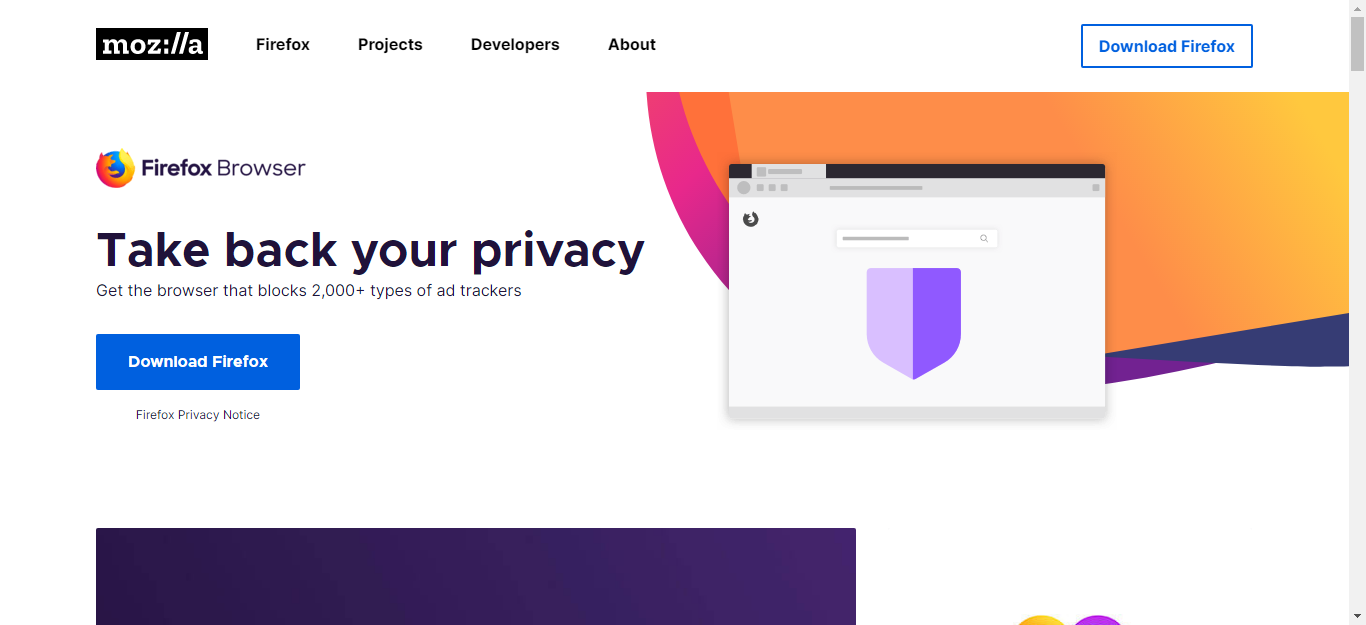 moz://a
Firefox
Projects
Developers
About
Download Firefox
Firefox Browser
Take back your privacy
Get the browser that blocks 2,000+ types of ad trackers
Download Firefox
Firefox Privacy Notice